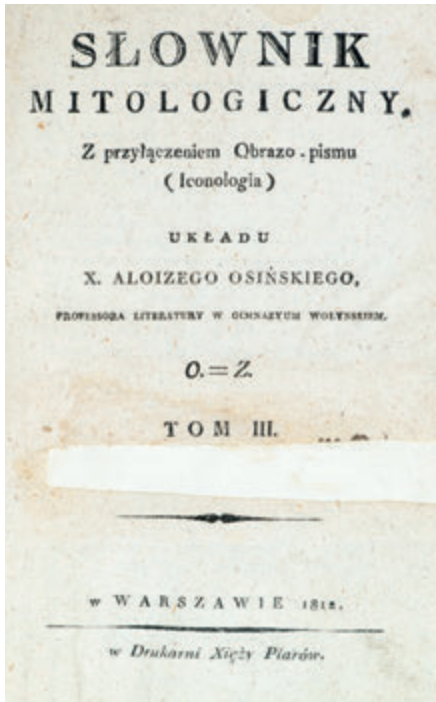 SŁOWNIK
MITOLOGICZNY.
Z przyłączeniem Obrazo-pismu
(Iconologia)
UKŁADU
X. ALOIZEGO OSIŃSKIEGO,
PROFESSORA LITERATURY W GIMNAZYUM WOŁYNSKIEM.
O.=Z.
TOM III.
w WARSZAWIE 1812.
w Drukarni Xięży Piarów.